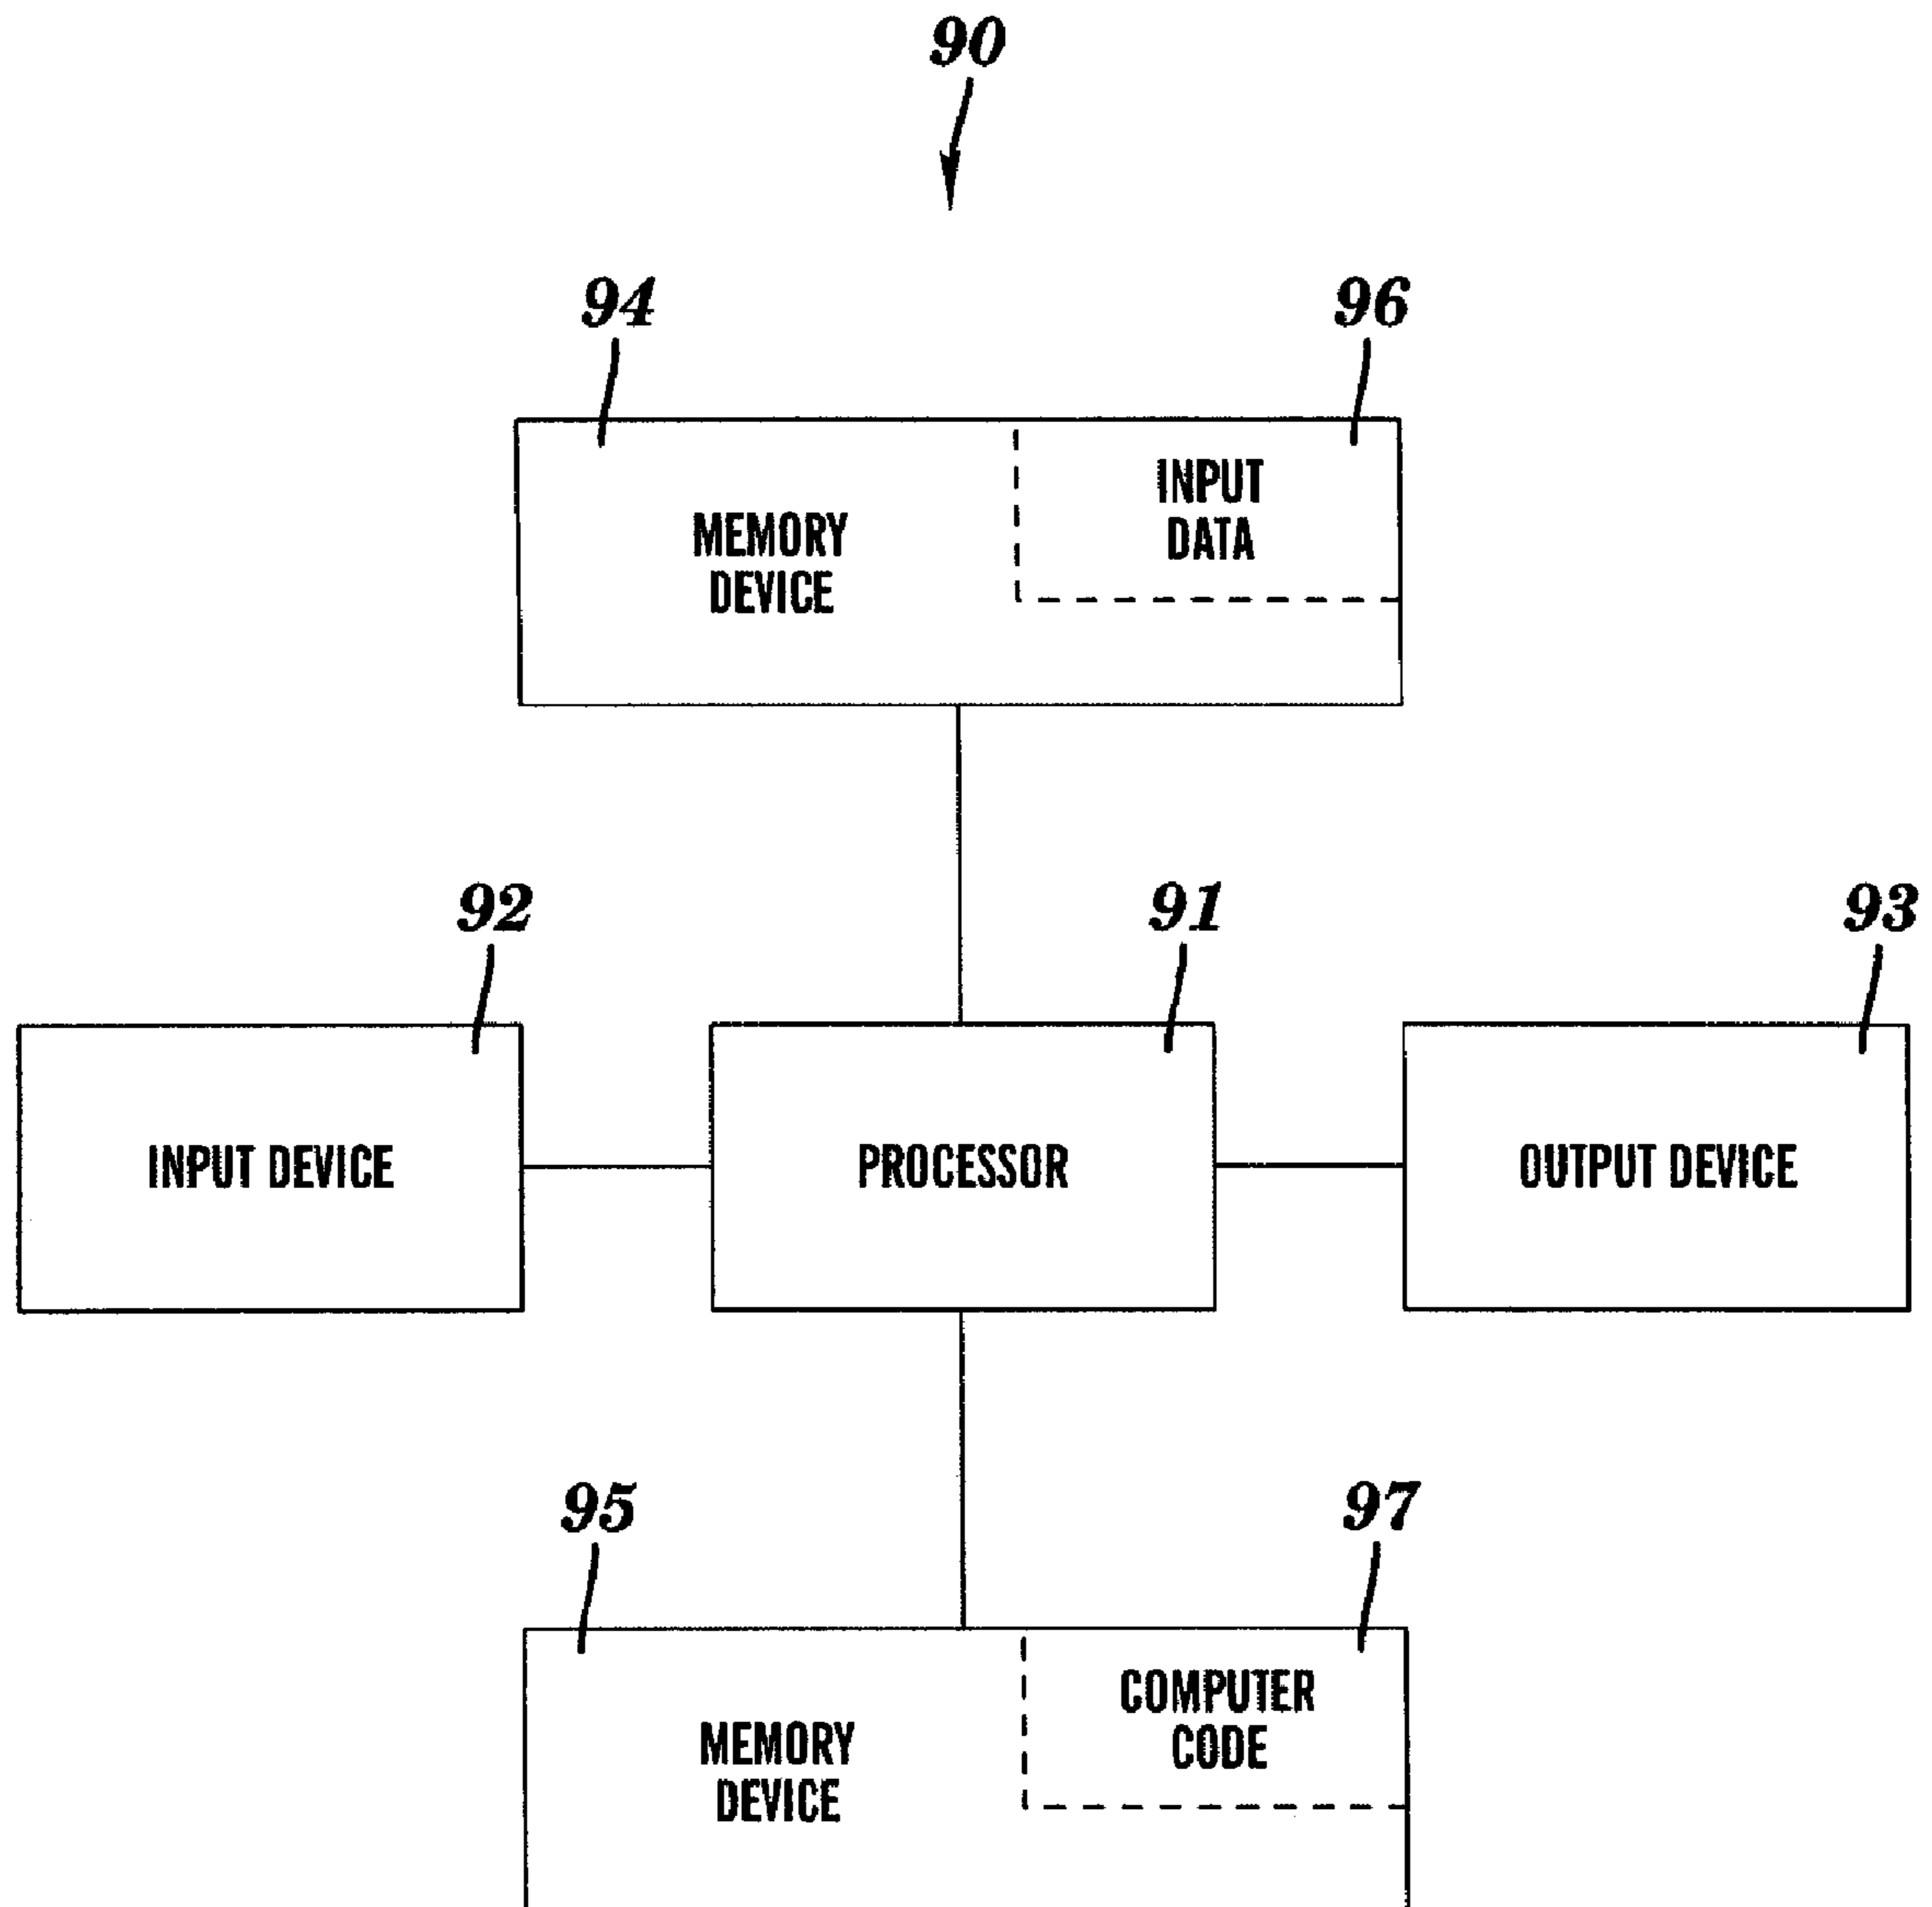 90
94
96
INPUT
DATA
MEMORY
DEVICE
92
91
93
INPUT DEVICE
PROCESSOR
OUTPUT DEVICE
95
97
COMPUTER
CODE
MEMORY
DEVICE